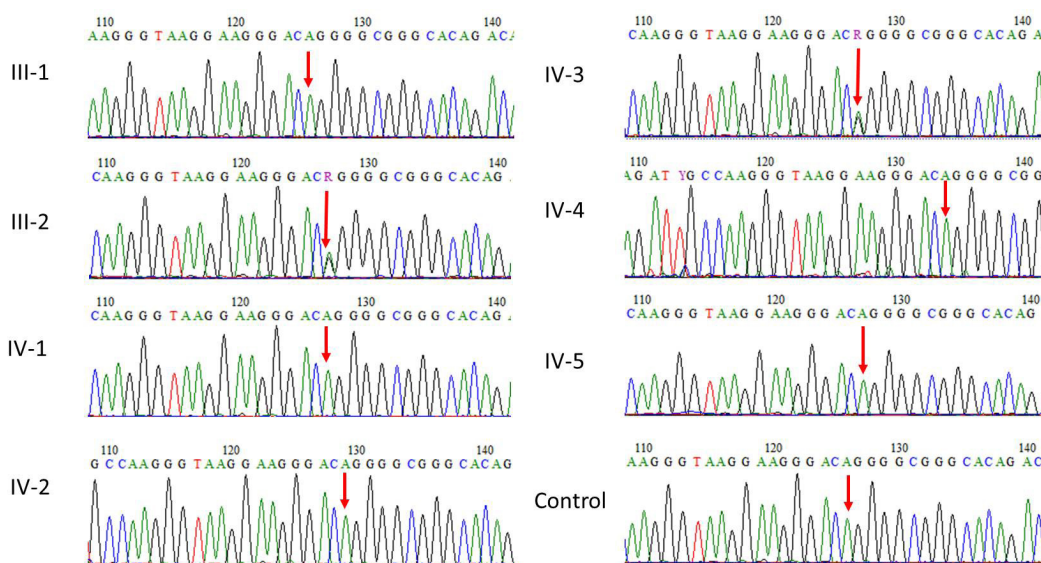 110 120 130 140
AAGGGTAAGGAAGGGACAGGGGCGGGCACAGACA
III-1
110 120 130 140
CAAGGGTAAGGAAGGGACRGGGGCGGGCACAG
III-2
110 120 130 140
CAAGGGTAAGGAAGGGACAGGGGCGGGCACAGA
IV-1
110 120 130 140
GCCAAGGGTAAGGAAGGGACAGGGGCGGGCACAG
IV-2
110 120 130 140
CAAGGGTAAGGAAGGGACRGGGGCGGGCACAGA
IV-3
110 120 130 140
AGATYGCCAAGGGTAAGGAAGGGACAGGGGCGG
IV-4
110 120 130 140
CAAGGGTAAGGAAGGGACAGGGGCGGGCACAG
IV-5
110 120 130 140
AAGGGTAAGGAAGGGACAGGGGCGGGCACAGAC
Control